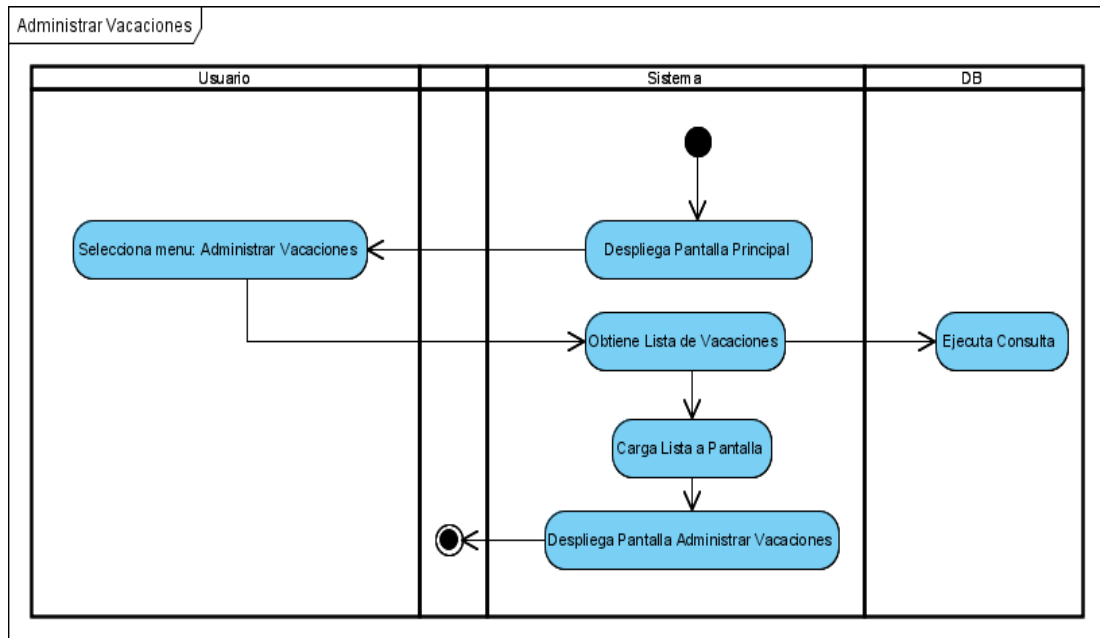 Administrar Vacaciones
Usuario
Sistema
DB
Despliega Pantalla Principal
Selecciona menu: Administrar Vacaciones
Obtiene Lista de Vacaciones
Ejecuta Consulta
Carga Lista a Pantalla
Despliega Pantalla Administrar Vacaciones